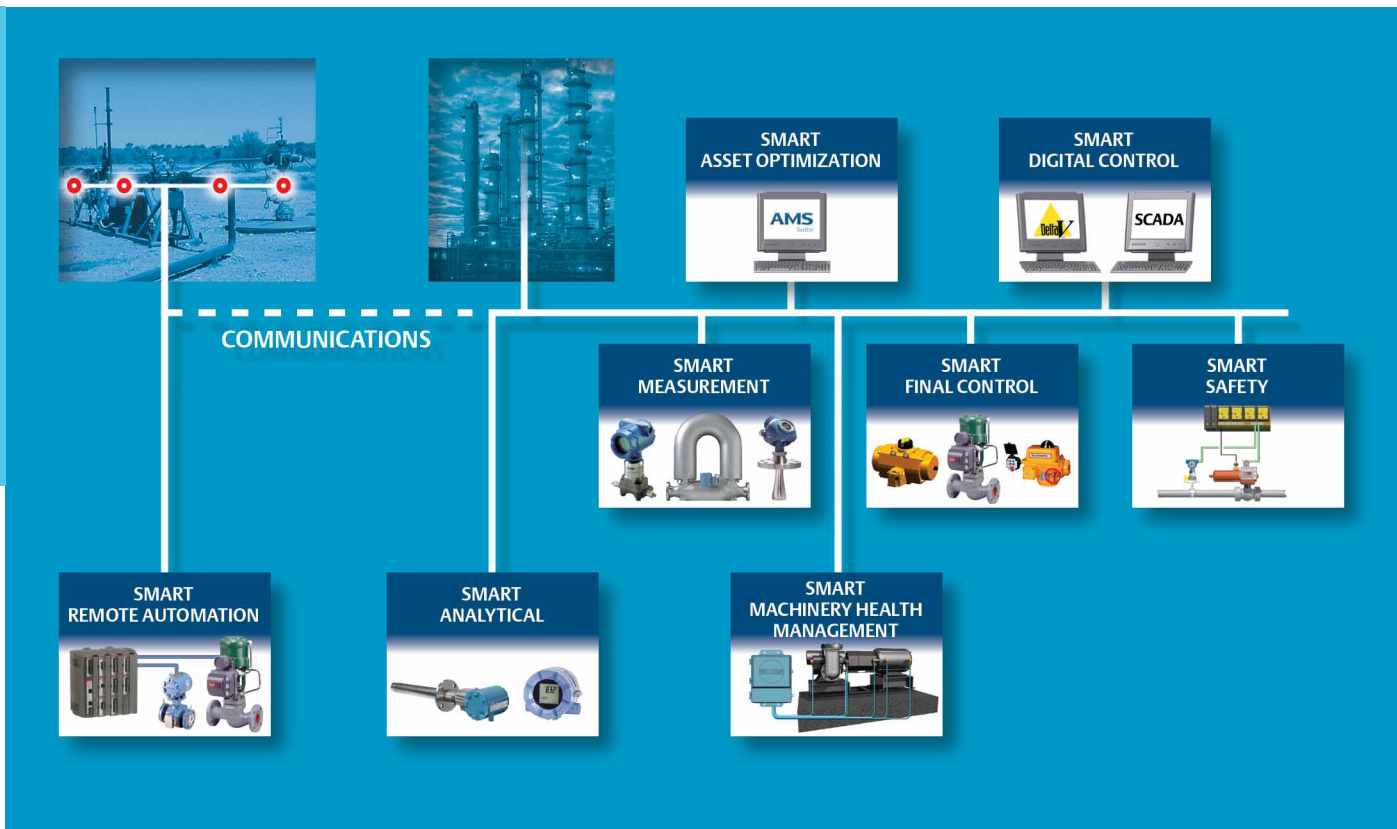 SMART
ASSET OPTIMIZATION
AMS
Suite
SMART
DIGITAL CONTROL
DeltaV
SCADA
COMMUNICATIONS
SMART
MEASUREMENT
SMART
FINAL CONTROL
SMART
SAFETY
SMART
REMOTE AUTOMATION
SMART
ANALYTICAL
SMART
MACHINERY HEALTH
MANAGEMENT